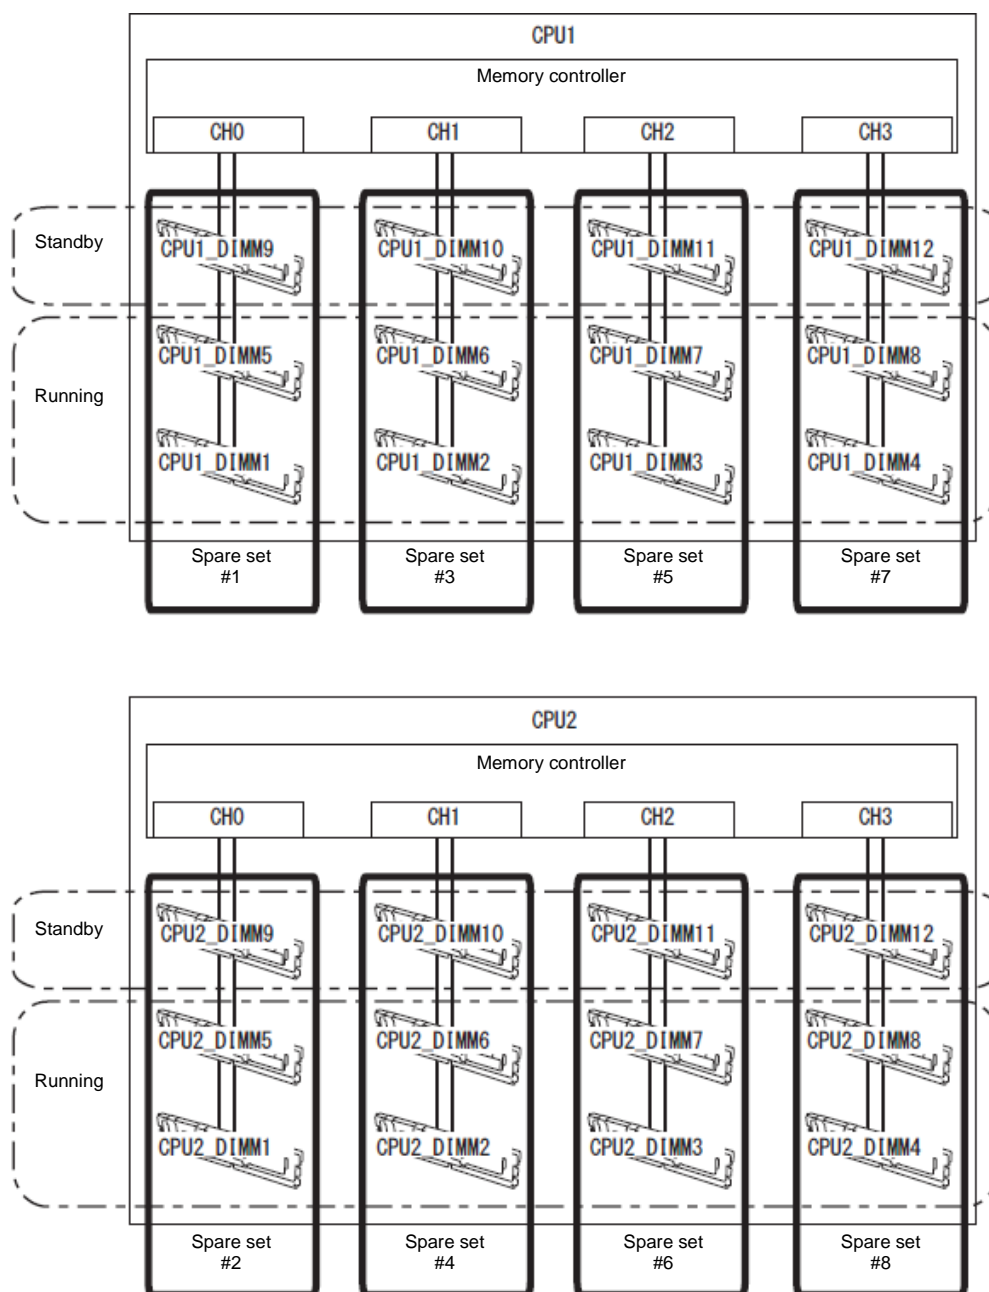 CPU1
Memory controller
CH0 CH1 CH2 CH3
Standby
CPU1_DIMM9 CPU1_DIMM10 CPU1_DIMM11 CPU1_DIMM12
CPU1_DIMM5 CPU1_DIMM6 CPU1_DIMM7 CPU1_DIMM8
Running
CPU1_DIMM1 CPU1_DIMM2 CPU1_DIMM3 CPU1_DIMM4
Spare set Spare set Spare set Spare set
#1 #3 #5 #7
CPU2
Memory controller
CH0 CH1 CH2 CH3
Standby
CPU2_DIMM9 CPU2_DIMM10 CPU2_DIMM11 CPU2_DIMM12
CPU2_DIMM5 CPU2_DIMM6 CPU2_DIMM7 CPU2_DIMM8
Running
CPU2_DIMM1 CPU2_DIMM2 CPU2_DIMM3 CPU2_DIMM4
Spare set Spare set Spare set Spare set
#2 #4 #6 #8